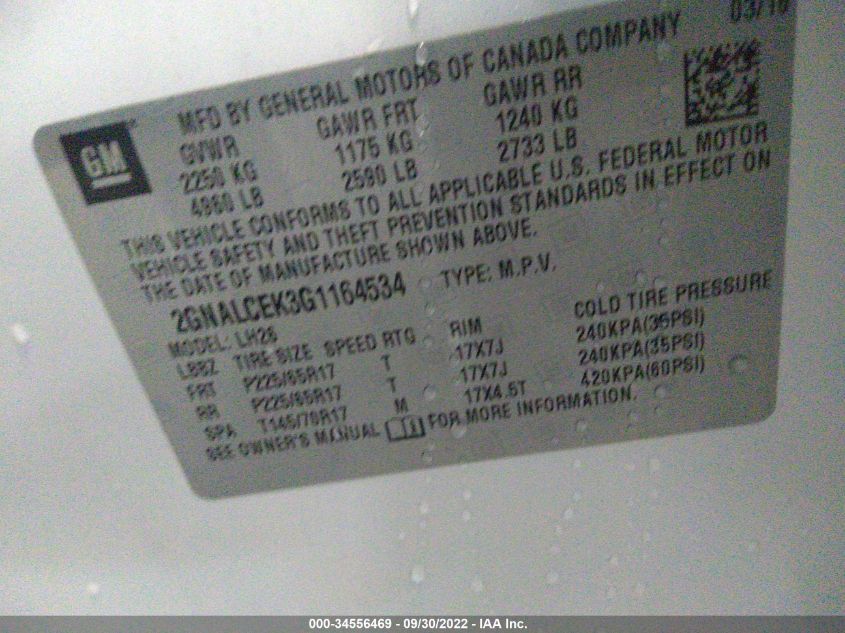 03/16
MFD BY GENERAL MOTORS OF CANADA COMPANY
GM
GVWR GAWR FRT GAWR RR
2250 KG 1175 KG 1240 KG
4960 LB 2590 LB 2733 LB
THIS VEHICLE CONFORMS TO ALL APPLICABLE U.S. FEDERAL MOTOR
VEHICLE SAFETY AND THEFT PREVENTION STANDARDS IN EFFECT ON
THE DATE OF MANUFACTURE SHOWN ABOVE.
2GNALCEK3G1164534 TYPE: M.P.V.
MODEL: LH26
LBBZ TIRE SIZE SPEED RTG RIM COLD TIRE PRESSURE
FRT P225/65R17 T 17X7J 240KPA(35PSI)
RR P225/65R17 T 17X7J 240KPA(35PSI)
SPA T145/70R17 M 17X4.5T 420KPA(60PSI)
SEE OWNER'S MANUAL FOR MORE INFORMATION.
000-34556469 - 09/30/2022 - IAA Inc.